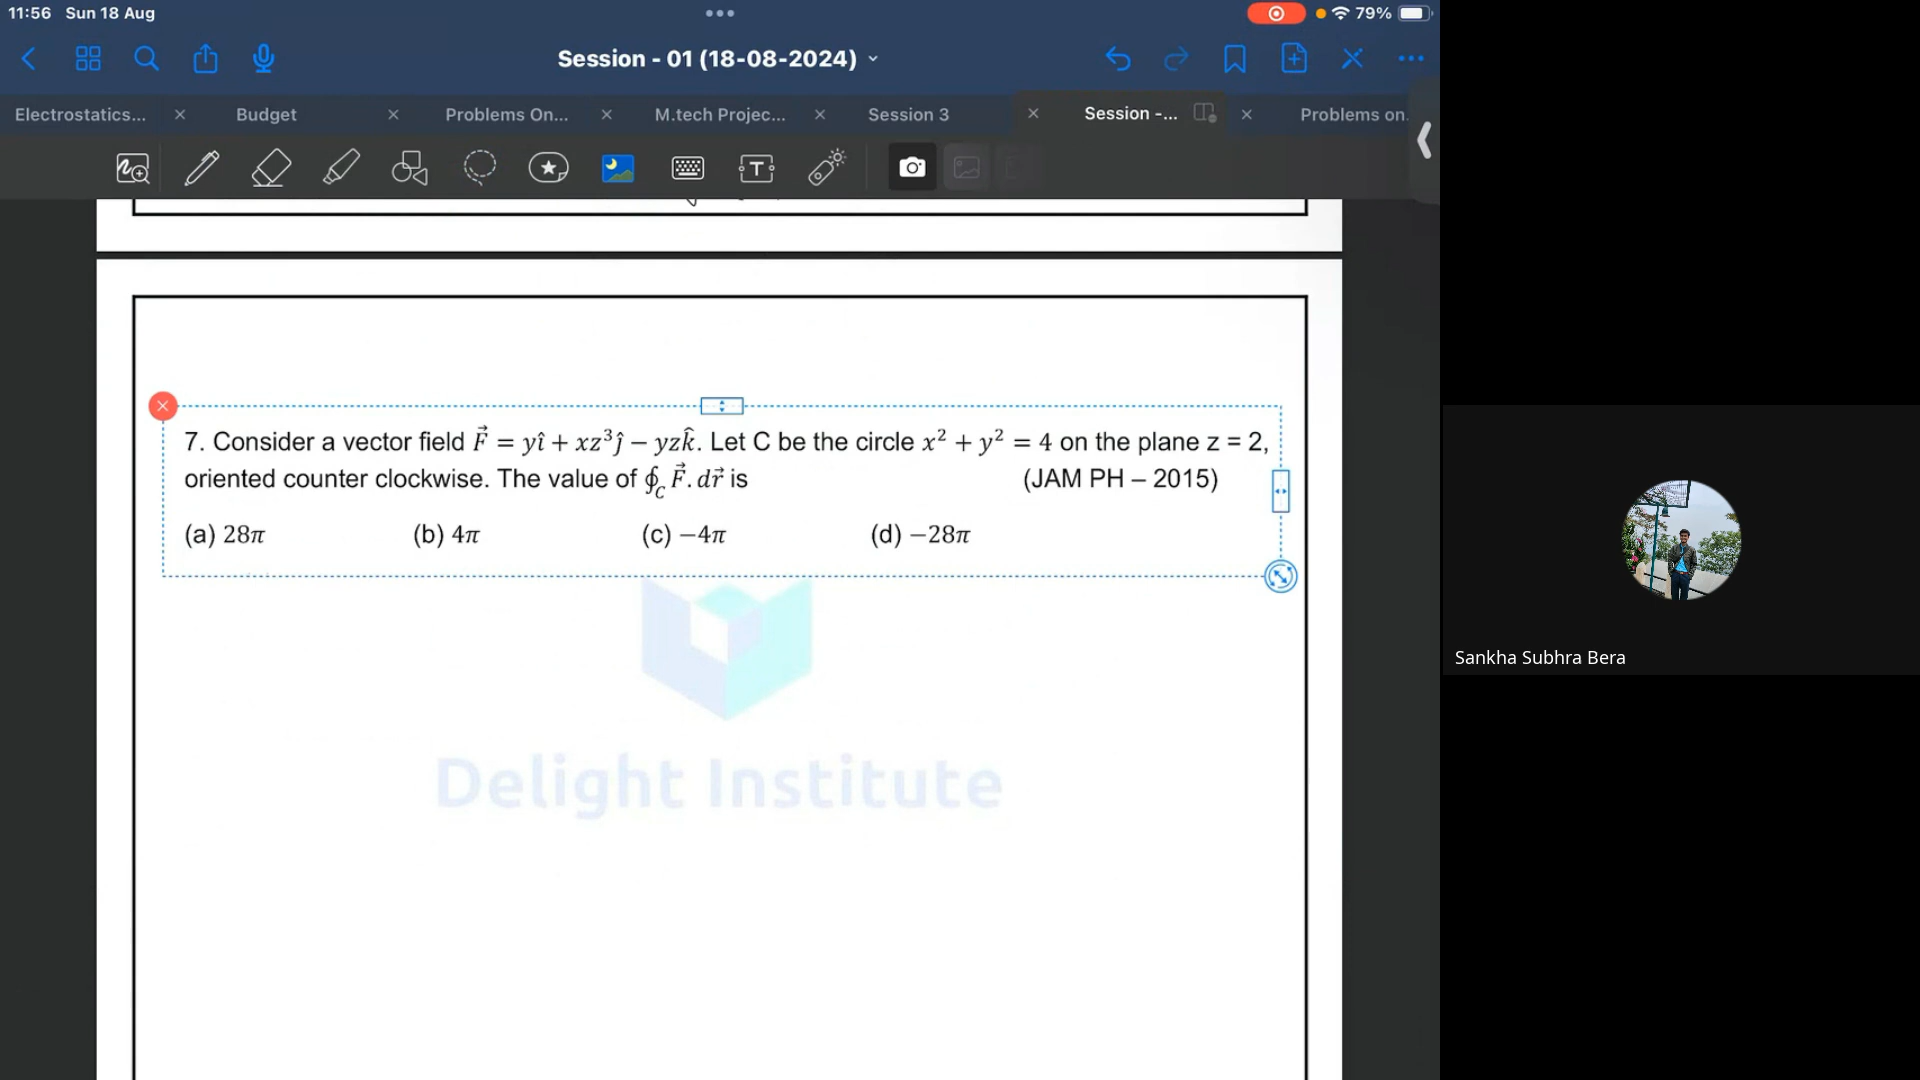 11:56 Sun 18 Aug
79%
Session - 01 (18-08-2024)
Electrostatics...
Budget
Problems On...
M.tech Projec...
Session 3
Session -...
Problems on.
7. Consider a vector field F⃗ = yî + xz³ĵ − yzk̂. Let C be the circle x² + y² = 4 on the plane z = 2,
oriented counter clockwise. The value of ∮_C F⃗. dr⃗ is (JAM PH – 2015)
(a) 28π (b) 4π (c) −4π (d) −28π
Delight Institute
Sankha Subhra Bera